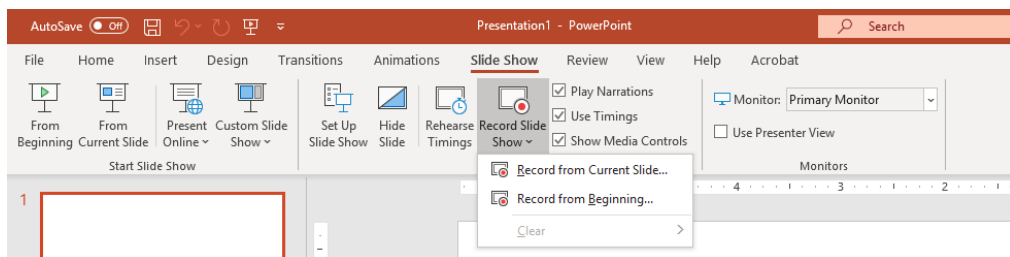 AutoSave Off Presentation1 - PowerPoint Search
File Home Insert Design Transitions Animations Slide Show Review View Help Acrobat
From Beginning
From Current Slide
Present Online
Custom Slide Show
Start Slide Show
Set Up Slide Show
Hide Slide
Rehearse Timings
Record Slide Show
Play Narrations
Use Timings
Show Media Controls
Monitor: Primary Monitor
Use Presenter View
Monitors
Record from Current Slide...
Record from Beginning...
Clear
4 3 2
1